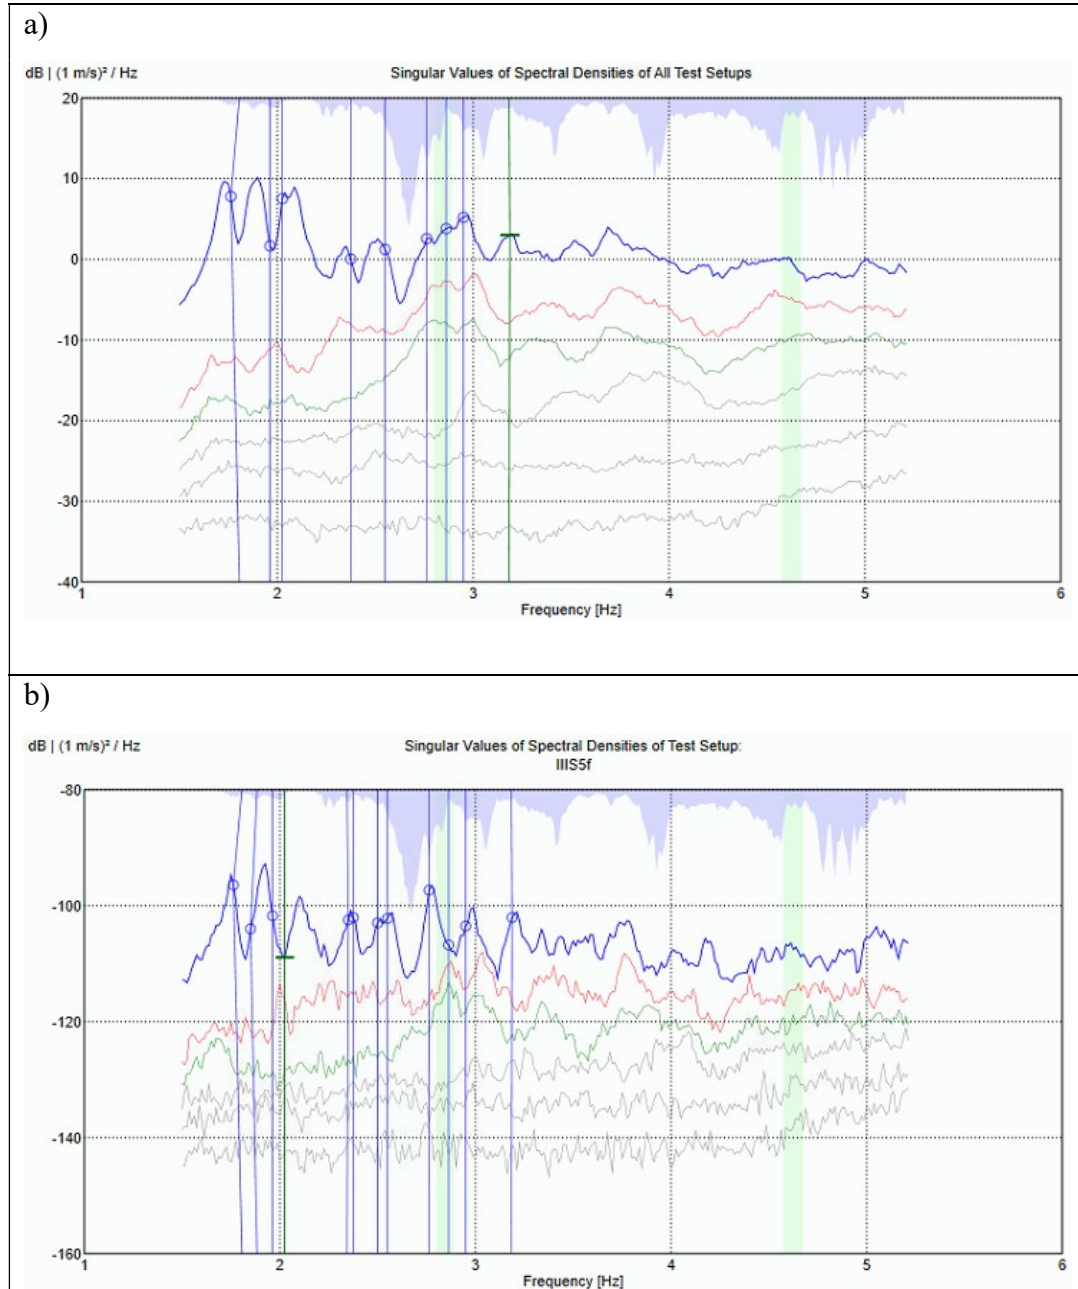 a)
dB | (1 m/s)² / Hz
Singular Values of Spectral Densities of All Test Setups
20
10
0
-10
-20
-30
-40
1 2 3 4 5 6
Frequency [Hz]
b)
dB | (1 m/s)² / Hz
Singular Values of Spectral Densities of Test Setup:
IIIS5f
-80
-100
-120
-140
-160
1 2 3 4 5 6
Frequency [Hz]